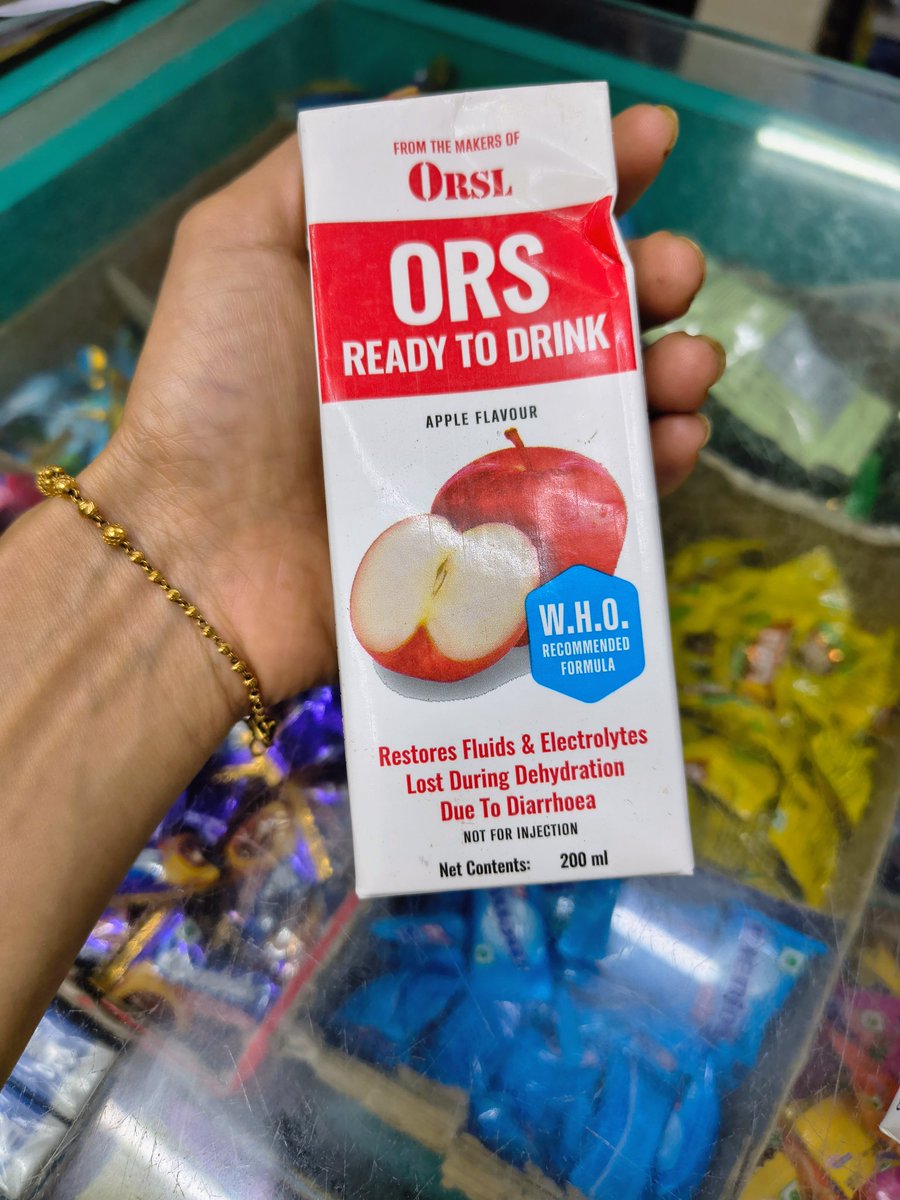 FROM THE MAKERS OF
ORSL
ORS
READY TO DRINK
APPLE FLAVOUR
W.H.O.
RECOMMENDED
FORMULA
Restores Fluids & Electrolytes
Lost During Dehydration
Due To Diarrhoea
NOT FOR INJECTION
Net Contents: 200 ml